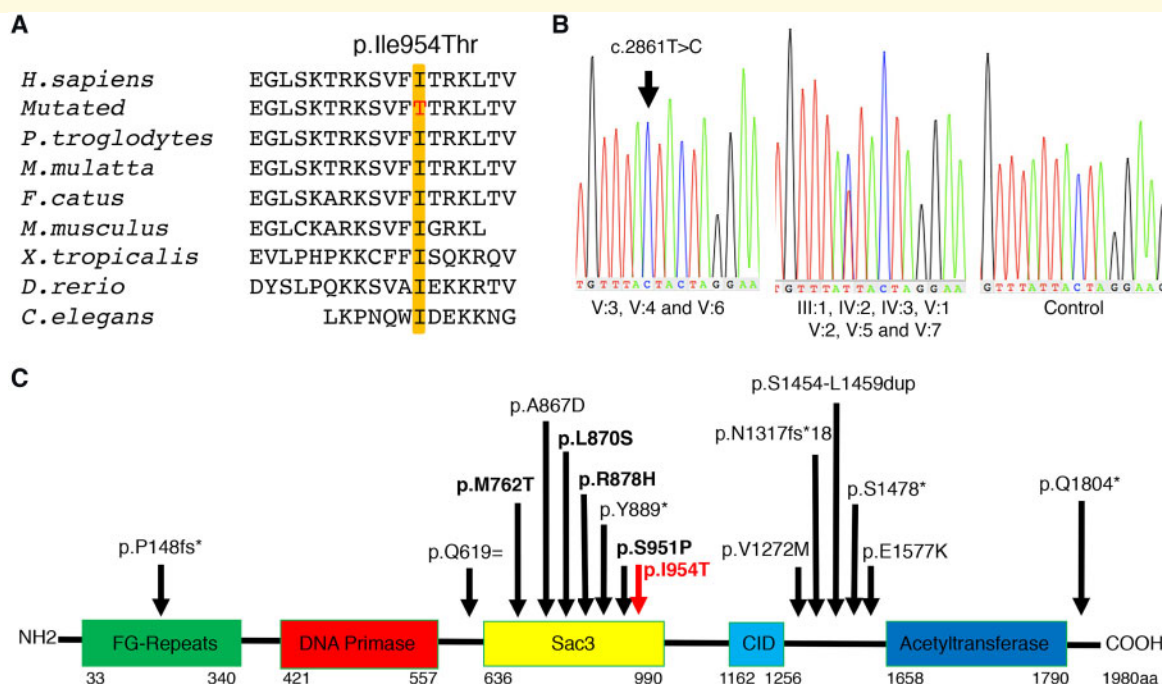 A
p.Ile954Thr
H.sapiens EGLSKTRKSVFITRKLTV
Mutated EGLSKTRKSVFTTRKLTV
P.troglodytes EGLSKTRKSVFITRKLTV
M.mulatta EGLSKTRKSVFITRKLTV
F.catus EGLSKARKSVFITRKLTV
M.musculus EGLCKARKSVFIGRKL
X.tropicalis EVLPHPKKCFFISQKRQV
D.rerio DYSLPQKKSVAIEKKRTV
C.elegans LKPNQWIDEKKNG
B
c.2861T>C
TGTTTACTACTAGGAA
V:3, V:4 and V:6
TGTTTATTACTAGGAA
III:1, IV:2, IV:3, V:1
V:2, V:5 and V:7
GTTTATTACTAGGAAG
Control
C
p.S1454-L1459dup
p.A867D
p.N1317fs*18
p.L870S
p.M762T
p.R878H
p.S1478*
p.Q1804*
p.Y889*
p.P148fs*
p.Q619=
p.S951P
p.V1272M
p.E1577K
p.I954T
NH2 FG-Repeats DNA Primase Sac3 CID Acetyltransferase COOH
33 340 421 557 636 990 1162 1256 1658 1790 1980aa